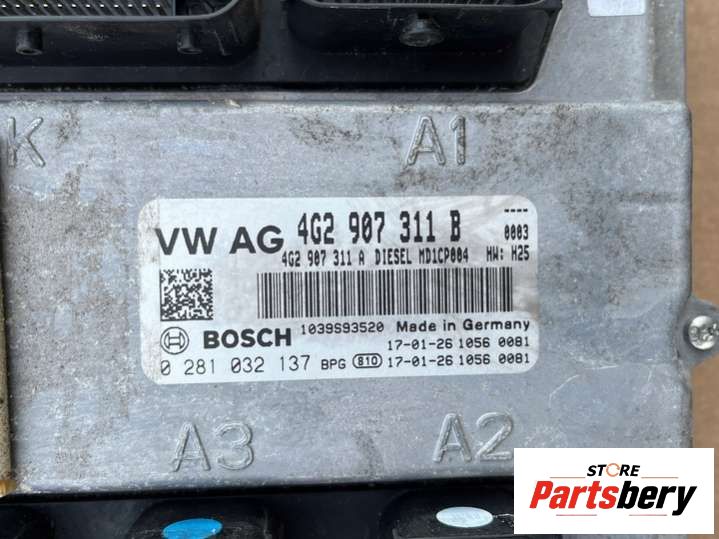 K
A1
VW AG 4G2 907 311 B ----
0003
4G2 907 311 A DIESEL MD1CP004 HW: H25
BOSCH 1039S93520 Made in Germany
17-01-26 1056 0081
0 281 032 137 BPG 810 17-01-26 1056 0081
A3 A2
STORE
Partsbery